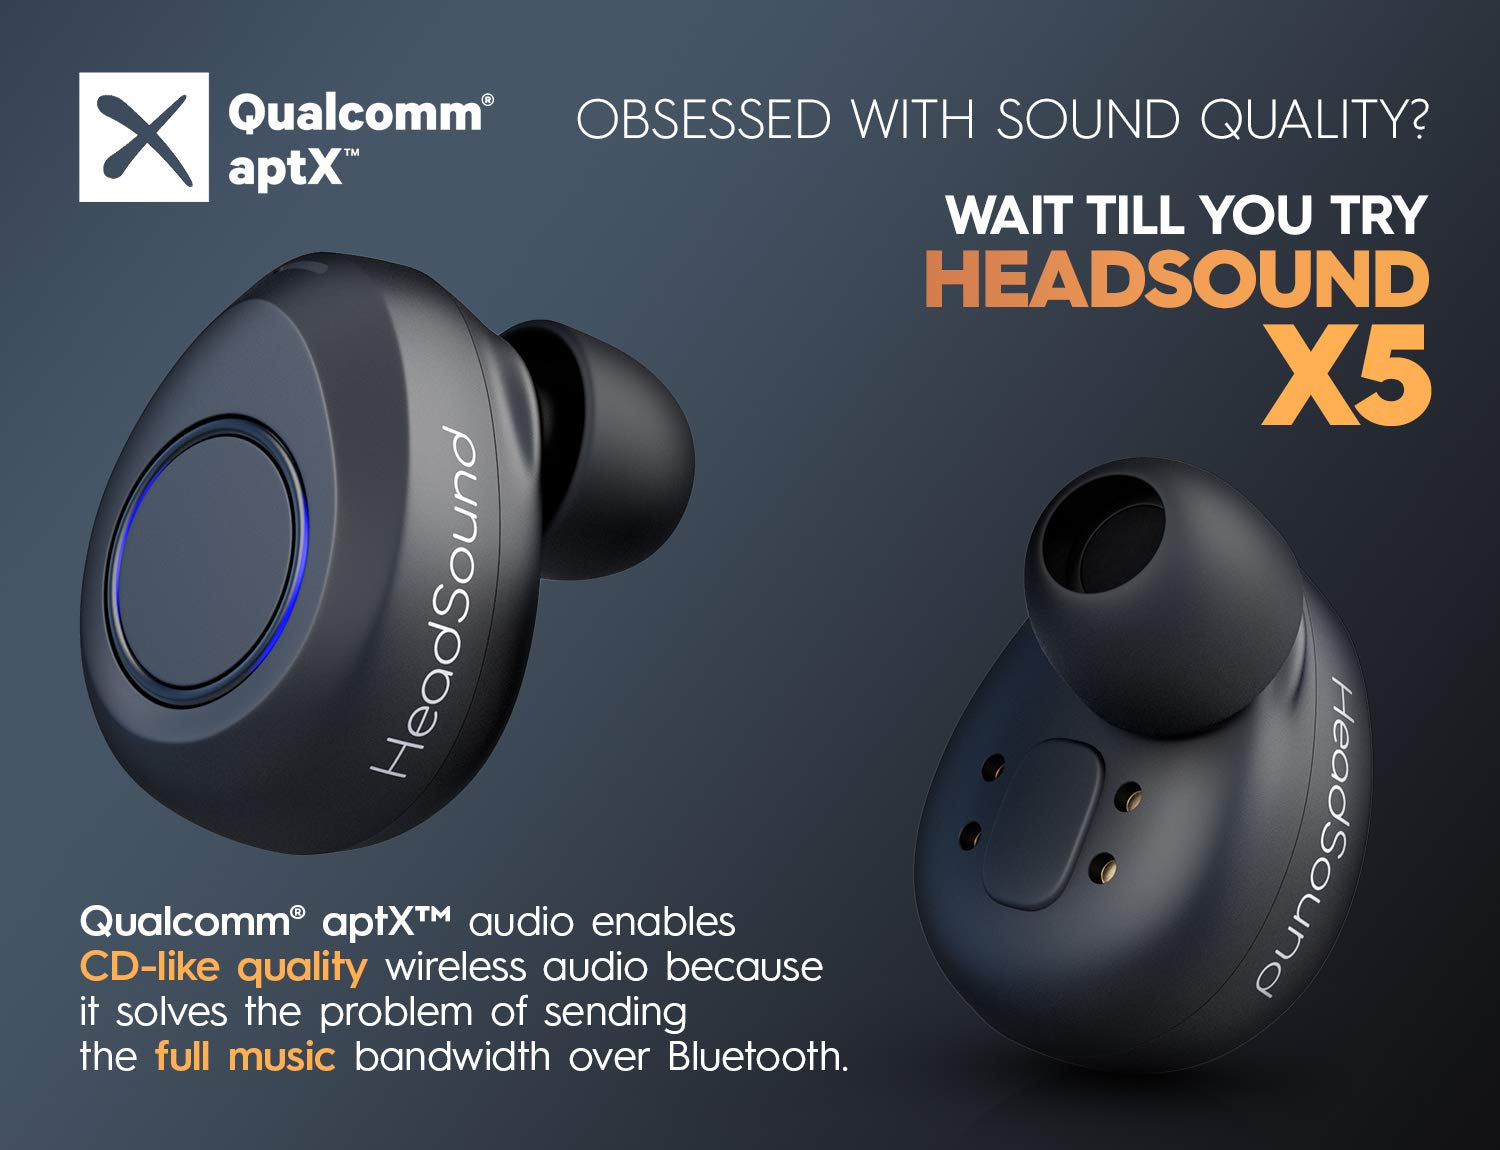 Qualcomm®
aptX™
OBSESSED WITH SOUND QUALITY?
WAIT TILL YOU TRY
HEADSOUND
X5
HeadSound
HeadSound
Qualcomm® aptX™ audio enables
CD-like quality wireless audio because
it solves the problem of sending
the full music bandwidth over Bluetooth.